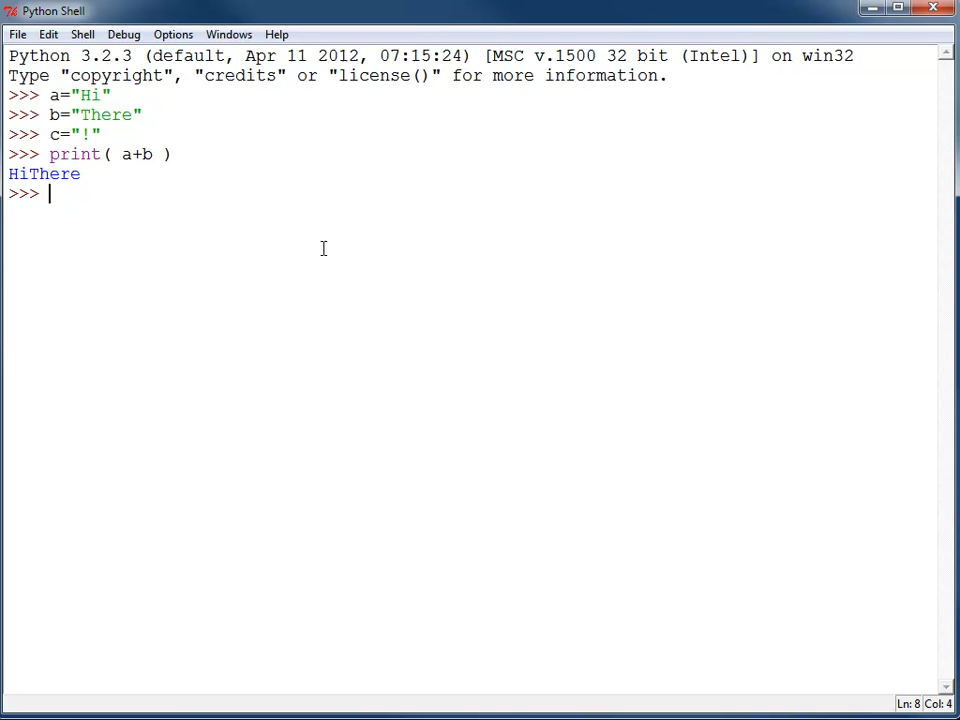 Python Shell
File Edit Shell Debug Options Windows Help
Python 3.2.3 (default, Apr 11 2012, 07:15:24) [MSC v.1500 32 bit (Intel)] on win32
Type "copyright", "credits" or "license()" for more information.
>>> a="Hi"
>>> b="There"
>>> c="!"
>>> print( a+b )
HiThere
>>>
Ln: 8 Col: 4